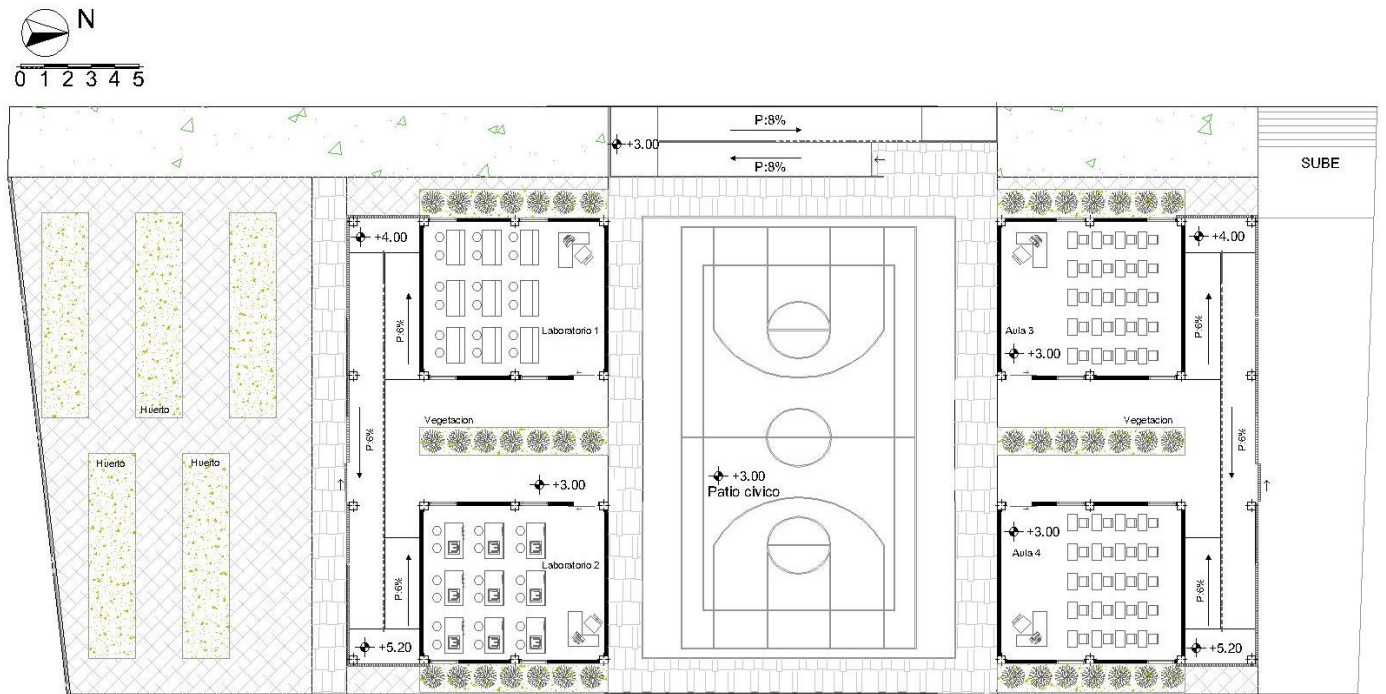 N
0 1 2 3 4 5
P:8%
+3.00
P:8%
SUBE
+4.00
+4.00
P:6%
Laboratorio 1
Aula 3
P:6%
+3.00
Huerto
Vegetacion
Vegetacion
P:6%
P:6%
Huerto
Huerto
+3.00
Patio civico
+3.00
+3.00
Aula 4
Laboratorio 2
P:6%
P:6%
+5.20
+5.20